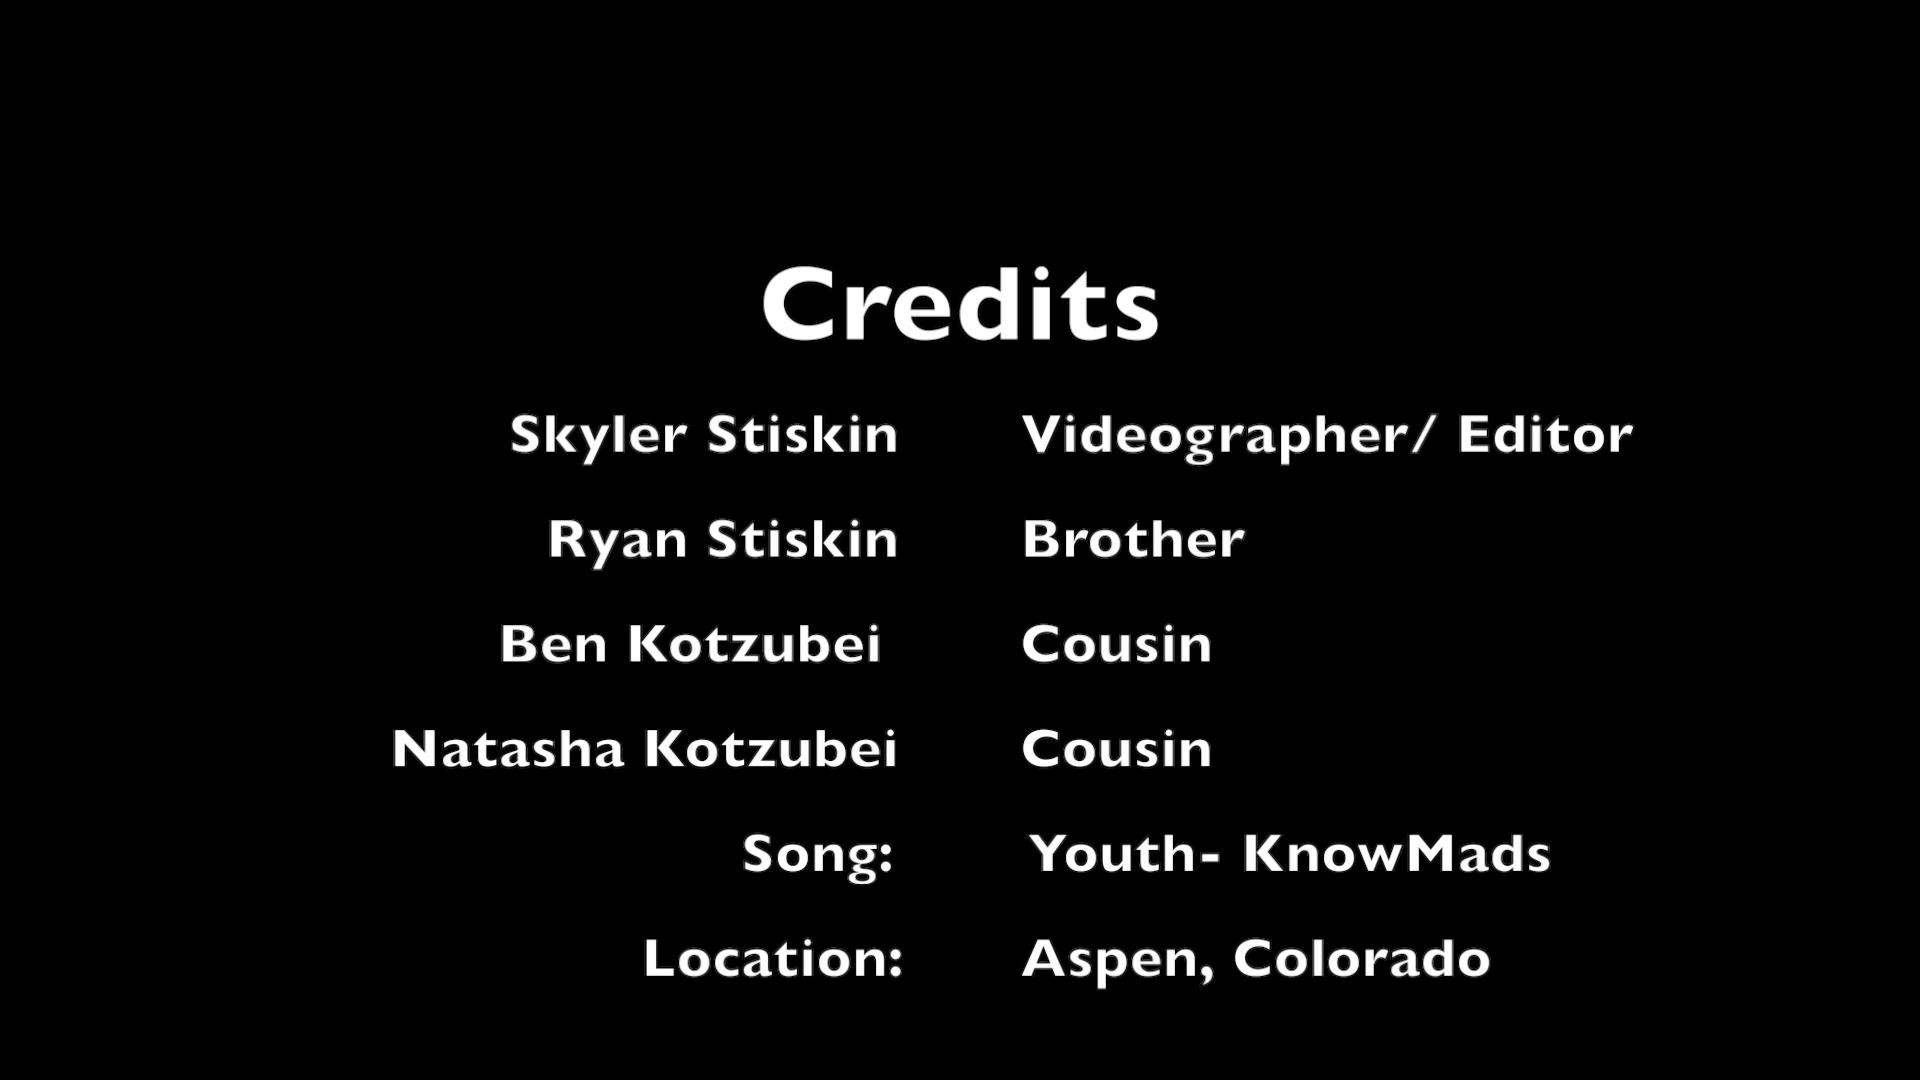 Credits
Skyler Stiskin Videographer/ Editor
Ryan Stiskin Brother
Ben Kotzubei Cousin
Natasha Kotzubei Cousin
Song: Youth- KnowMads
Location: Aspen, Colorado